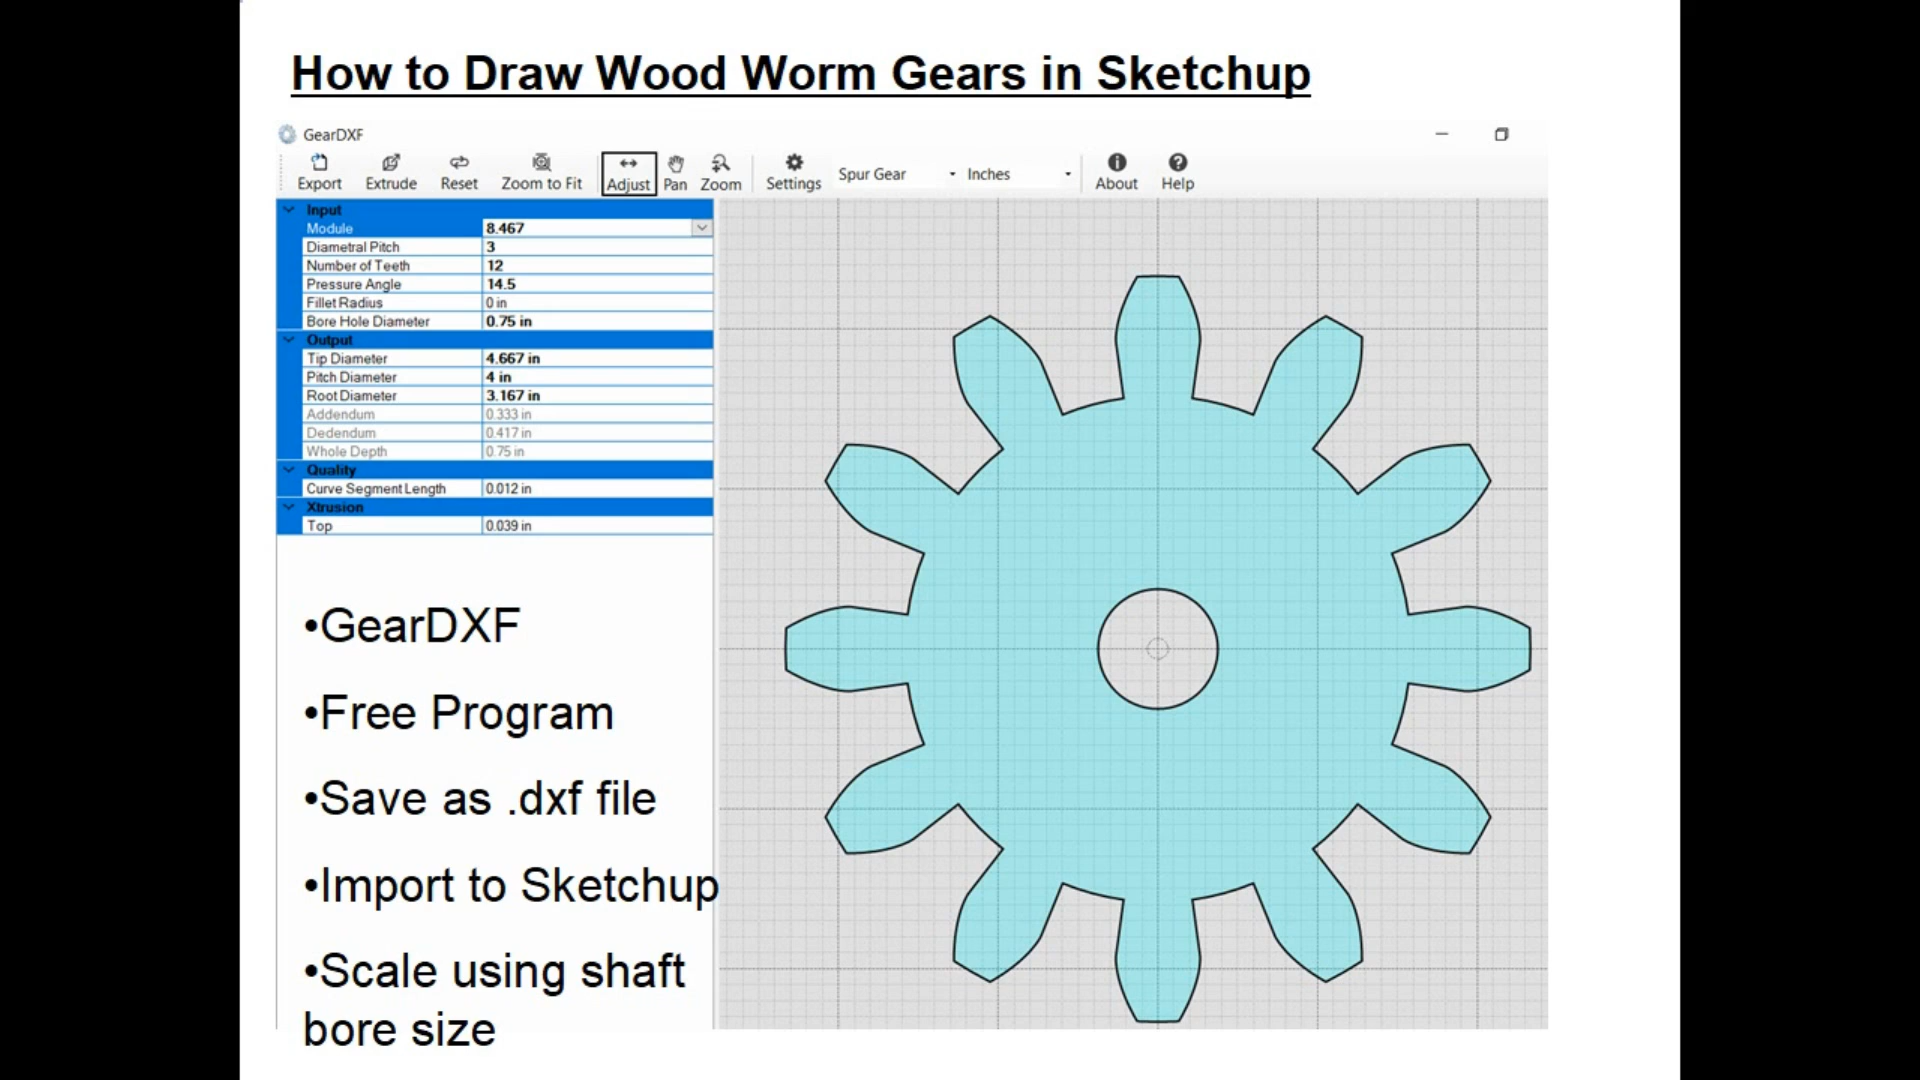 How to Draw Wood Worm Gears in Sketchup
GearDXF
Export Extrude Reset Zoom to Fit Adjust Pan Zoom Settings Spur Gear Inches About Help
Input
Module 8.467
Diametral Pitch 3
Number of Teeth 12
Pressure Angle 14.5
Fillet Radius 0 in
Bore Hole Diameter 0.75 in
Output
Tip Diameter 4.667 in
Pitch Diameter 4 in
Root Diameter 3.167 in
Addendum 0.333 in
Dedendum 0.417 in
Whole Depth 0.75 in
Quality
Curve Segment Length 0.012 in
Xtrusion
Top 0.039 in
•GearDXF
•Free Program
•Save as .dxf file
•Import to Sketchup
•Scale using shaft
bore size